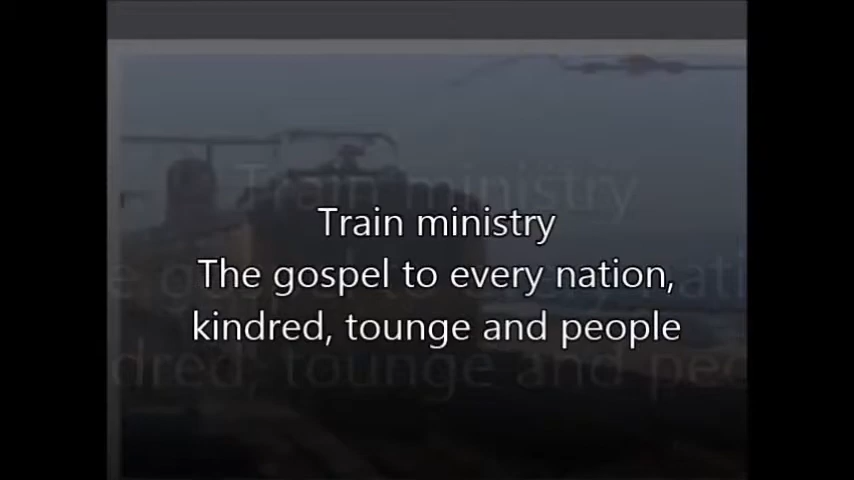 Train ministry
The gospel to every nation,
kindred, tounge and people